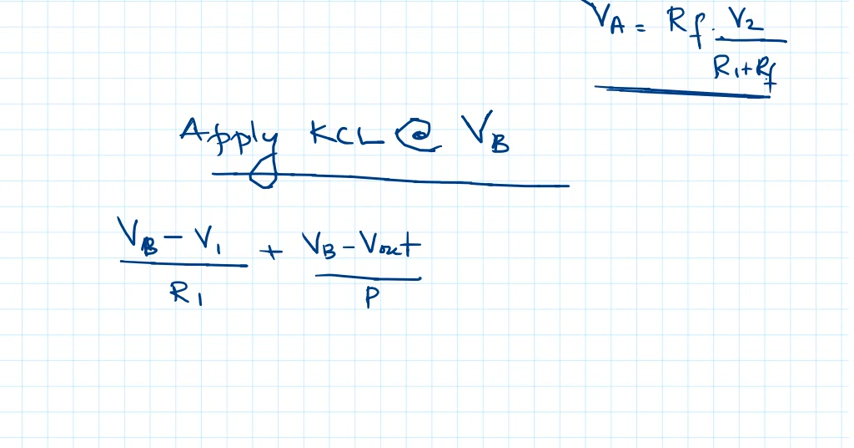 VA = Rf · V2 / R1+Rf
Apply KCL @ VB
VB - V1 / R1 + VB - Vout / P